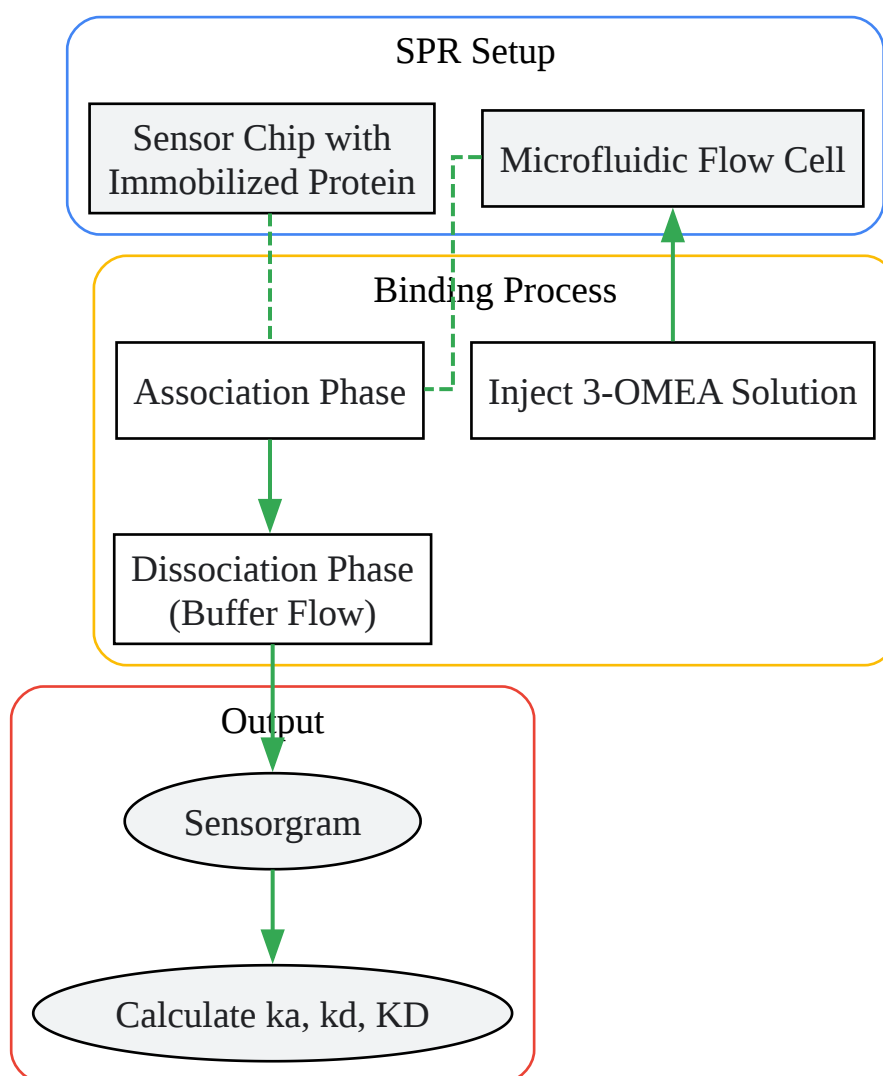 SPR Setup
Sensor Chip with
Immobilized Protein
Microfluidic Flow Cell
Binding Process
Association Phase
Inject 3-OMEA Solution
Dissociation Phase
(Buffer Flow)
Output
Sensorgram
Calculate ka, kd, KD